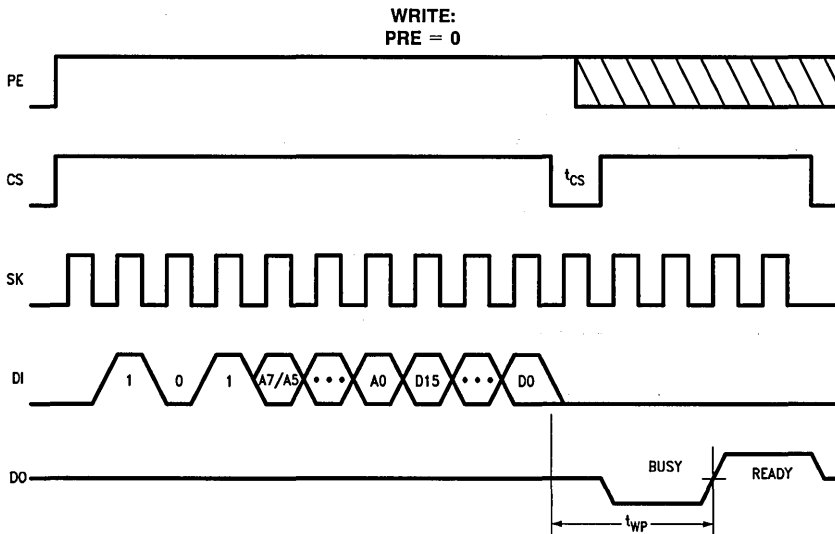 WRITE:
PRE = 0
PE
CS
tCS
SK
DI
1 0 1 A7/A5 ••• A0 D15 ••• D0
DO
BUSY
READY
tWP